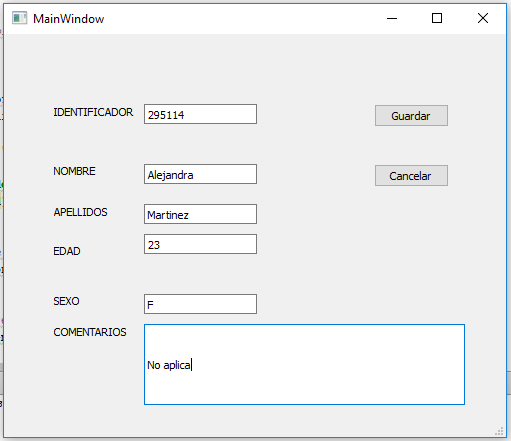 MainWindow
IDENTIFICADOR 295114 Guardar
NOMBRE Alejandra Cancelar
APELLIDOS Martinez
EDAD 23
SEXO F
COMENTARIOS
No aplica